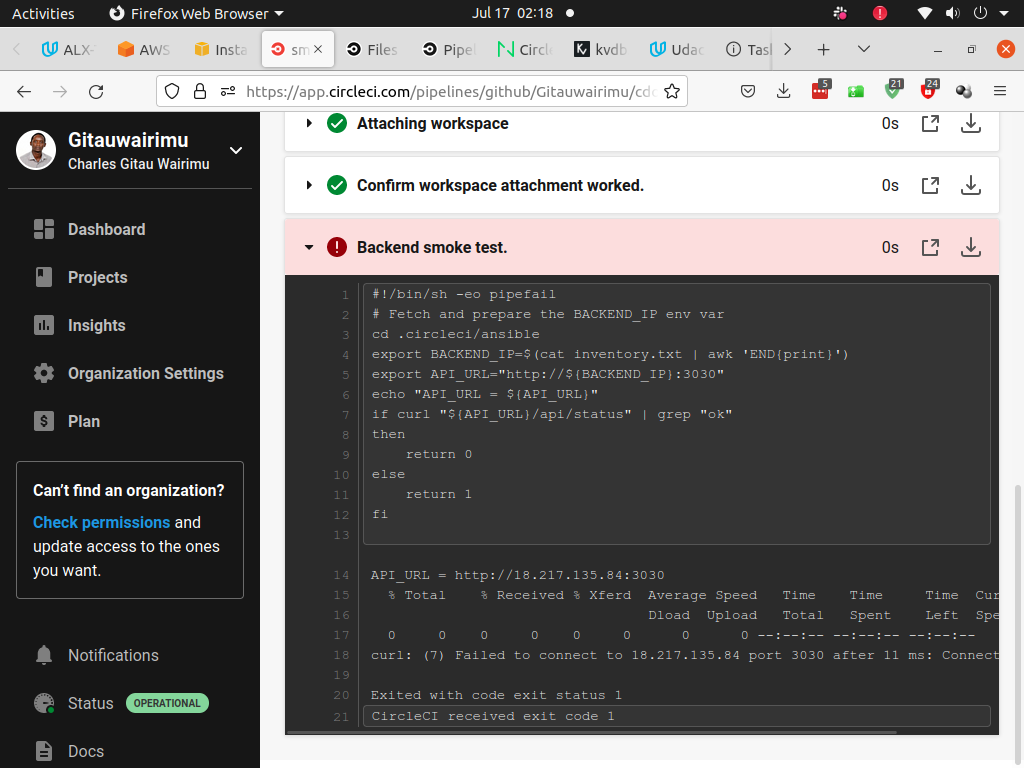 Activities
Firefox Web Browser
Jul 17 02:18
ALX-
AWS
Insta
sm
Files
Pipe
Circle
kvdb
Udac
Task
https://app.circleci.com/pipelines/github/Gitauwairimu/cdc
5
21
24
Gitauwairimu
Charles Gitau Wairimu
Dashboard
Projects
Insights
Organization Settings
Plan
Can't find an organization?
Check permissions and
update access to the ones
you want.
Notifications
Status OPERATIONAL
Docs
Attaching workspace 0s
Confirm workspace attachment worked. 0s
Backend smoke test. 0s
1 #!/bin/sh -eo pipefail
2 # Fetch and prepare the BACKEND_IP env var
3 cd .circleci/ansible
4 export BACKEND_IP=$(cat inventory.txt | awk 'END{print}')
5 export API_URL="http://${BACKEND_IP}:3030"
6 echo "API_URL = ${API_URL}"
7 if curl "${API_URL}/api/status" | grep "ok"
8 then
9     return 0
10 else
11     return 1
12 fi
13
14 API_URL = http://18.217.135.84:3030
15 % Total % Received % Xferd Average Speed Time Time Time Cur
16 Dload Upload Total Spent Left Spe
17 0 0 0 0 0 0 0 0 --:--:-- --:--:-- --:--:--
18 curl: (7) Failed to connect to 18.217.135.84 port 3030 after 11 ms: Connect
19
20 Exited with code exit status 1
21 CircleCI received exit code 1